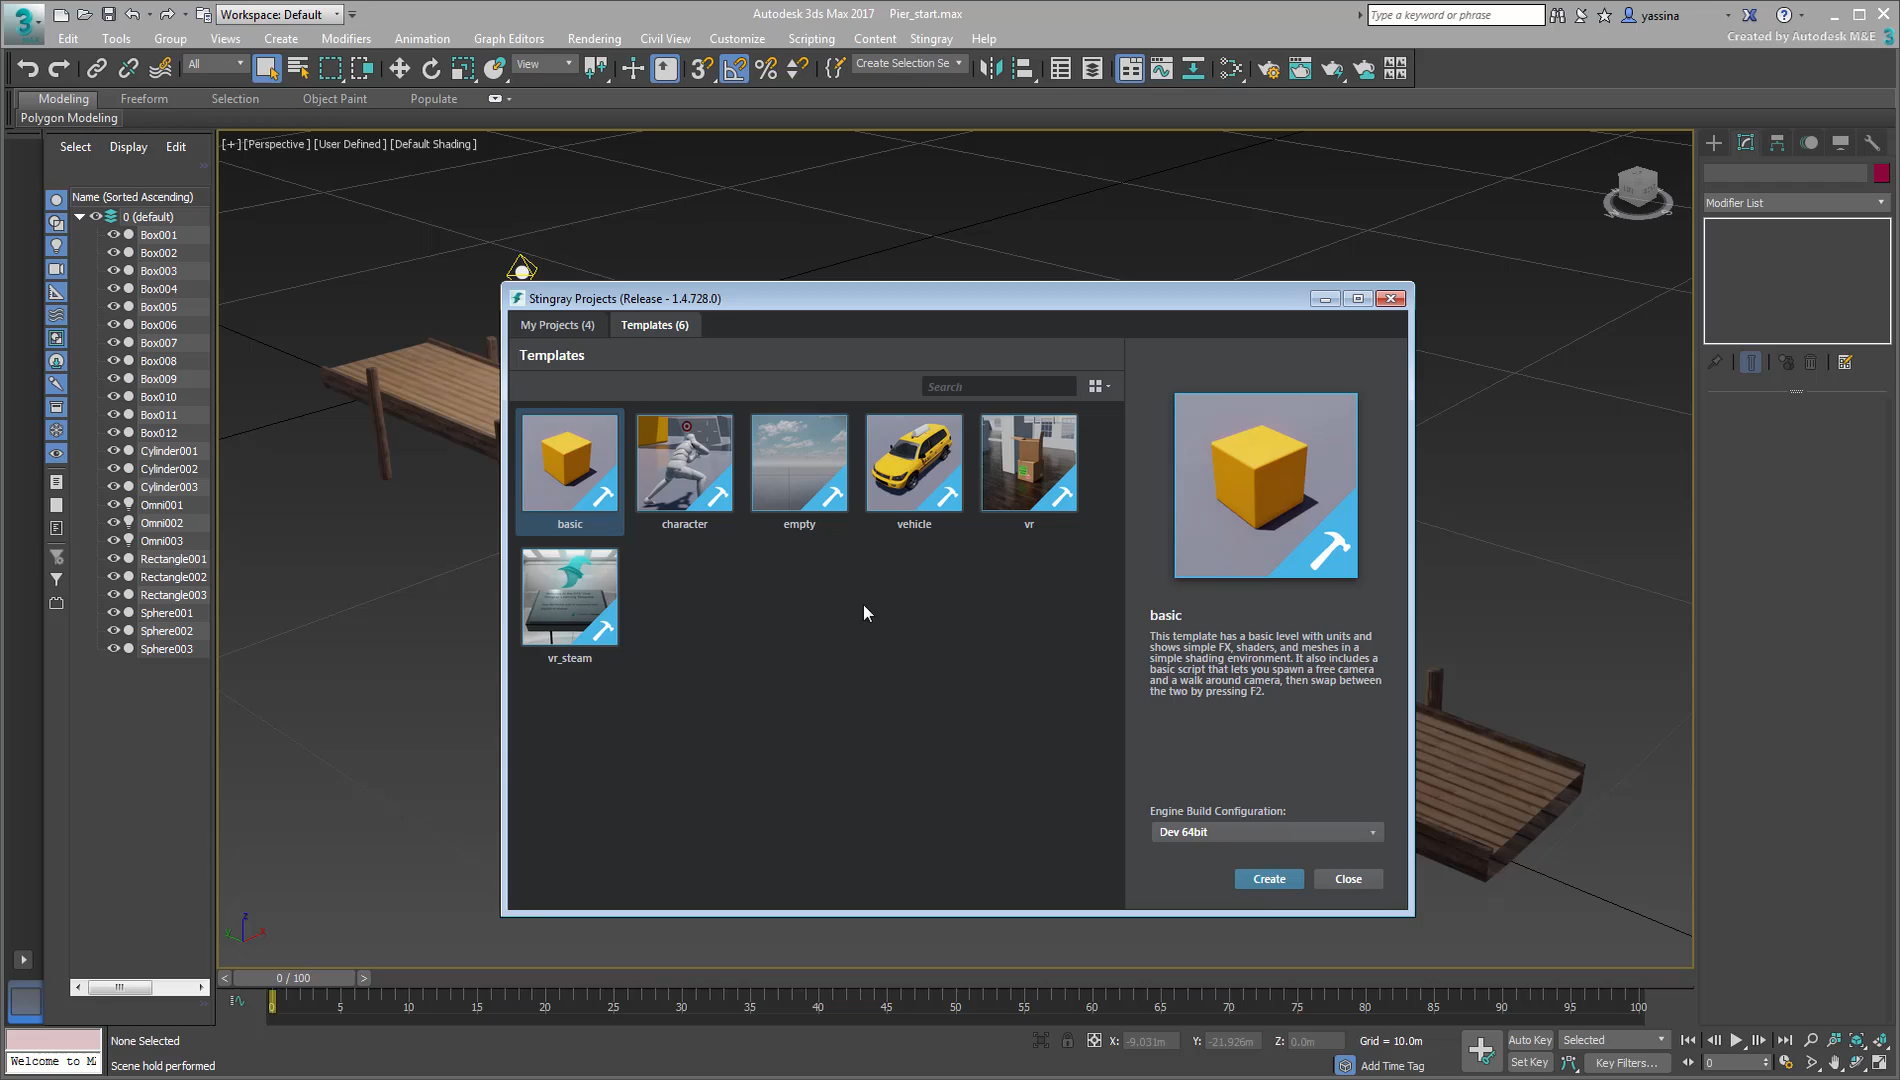 Workspace: Default
Autodesk 3ds Max 2017 Pier_start.max
Type a keyword or phrase
yassina
Edit Tools Group Views Create Modifiers Animation Graph Editors Rendering Civil View Customize Scripting Content Stingray Help
Created by Autodesk M&E
All
View
Create Selection Se
Modeling Freeform Selection Object Paint Populate
Polygon Modeling
Select Display Edit
[+] [Perspective] [User Defined] [Default Shading]
Name (Sorted Ascending)
0 (default)
Box001
Box002
Box003
Box004
Box005
Box006
Box007
Box008
Box009
Box010
Box011
Box012
Cylinder001
Cylinder002
Cylinder003
Omni001
Omni002
Omni003
Rectangle001
Rectangle002
Rectangle003
Sphere001
Sphere002
Sphere003
Modifier List
Stingray Projects (Release - 1.4.728.0)
My Projects (4) Templates (6)
Templates
Search
basic character empty vehicle vr
vr_steam
basic
This template has a basic level with units and
shows simple FX, shaders, and meshes in a
simple shading environment. It also includes a
basic script that lets you spawn a free camera
and a walk around camera, then swap between
the two by pressing F2.
Engine Build Configuration:
Dev 64bit
Create Close
z
y x
< 0 / 100 >
0 5 10 15 20 25 30 35 40 45 50 55 60 65 70 75 80 85 90 95 100
None Selected
X: -9.031m Y: -21.926m Z: 0.0m Grid = 10.0m
Auto Key Selected
Welcome to M
Scene hold performed
Add Time Tag
Set Key Key Filters... 0